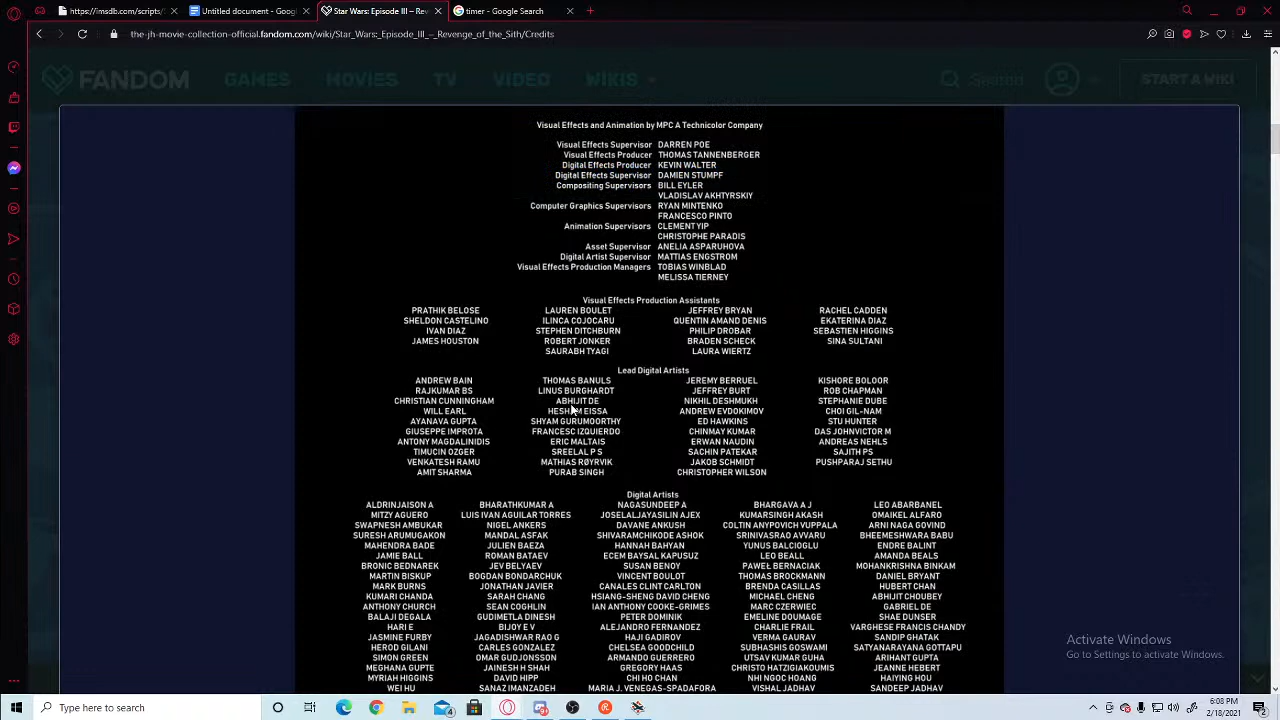 https://imsdb.com/scripts/
Untitled document - Google
Star Wars: Episode III – Reveng
time - Google Search
the-jh-movie-collection-official.fandom.com/wiki/Star_Wars:_Episode_III_–_Revenge_of_the_Sith/Credits
FANDOM GAMES MOVIES TV VIDEO WIKIS START A WIKI
Visual Effects and Animation by MPC A Technicolor Company
Visual Effects Supervisor DARREN POE
Visual Effects Producer THOMAS TANNENBERGER
Digital Effects Producer KEVIN WALTER
Digital Effects Supervisor DAMIEN STUMPF
Compositing Supervisors BILL EYLER
VLADISLAV AKHTYRSKIY
Computer Graphics Supervisors RYAN MINTENKO
FRANCESCO PINTO
Animation Supervisors CLEMENT YIP
CHRISTOPHE PARADIS
Asset Supervisor ANELIA ASPARUHOVA
Digital Artist Supervisor MATTIAS ENGSTROM
Visual Effects Production Managers TOBIAS WINBLAD
MELISSA TIERNEY
Visual Effects Production Assistants
PRATHIK BELOSE LAUREN BOULET JEFFREY BRYAN RACHEL CADDEN
SHELDON CASTELINO ILINCA COJOCARU QUENTIN AMAND DENIS EKATERINA DIAZ
IVAN DIAZ STEPHEN DITCHBURN PHILIP DROBAR SEBASTIEN HIGGINS
JAMES HOUSTON ROBERT JONKER BRADEN SCHECK SINA SULTANI
SAURABH TYAGI LAURA WIERTZ
Lead Digital Artists
ANDREW BAIN THOMAS BANULS JEREMY BERRUEL KISHORE BOLOOR
RAJKUMAR BS LINUS BURGHARDT JEFFREY BURT ROB CHAPMAN
CHRISTIAN CUNNINGHAM ABHIJIT DE NIKHIL DESHMUKH STEPHANIE DUBE
WILL EARL HESHAM EISSA ANDREW EVDOKIMOV CHOI GIL-NAM
AYANAVA GUPTA SHYAM GURUMOORTHY ED HAWKINS STU HUNTER
GIUSEPPE IMPROTA FRANCESC IZQUIERDO CHINMAY KUMAR DAS JOHNVICTOR M
ANTONY MAGDALINIDIS ERIC MALTAIS ERWAN NAUDIN ANDREAS NEHLS
TIMUCIN OZGER SREELAL P S SACHIN PATEKAR SAJITH PS
VENKATESH RAMU MATHIAS RØYRVIK JAKOB SCHMIDT PUSHPARAJ SETHU
AMIT SHARMA PURAB SINGH CHRISTOPHER WILSON
Digital Artists
ALDRINJAISON A BHARATHKUMAR A NAGASUNDEEP A BHARGAVA A J LEO ABARBANEL
MITZY AGUERO LUIS IVAN AGUILAR TORRES JOSELALJAYASILIN AJEX KUMARSINGH AKASH OMAIKEL ALFARO
SWAPNESH AMBUKAR NIGEL ANKERS DAVANE ANKUSH COLTIN ANYPOVICH VUPPALA ARNI NAGA GOVIND
SURESH ARUMUGAKON MANDAL ASFAK SHIVARAMCHIKODE ASHOK SRINIVASRAO AVVARU BHEEMESHWARA BABU
MAHENDRA BADE JULIEN BAEZA HANNAH BAHYAN YUNUS BALCIOGLU ENDRE BALINT
JAMIE BALL ROMAN BATAEV ECEM BAYSAL KAPUSUZ LEO BEALL AMANDA BEALS
BRONIC BEDNAREK JEV BELYAEV SUSAN BENOY PAWEŁ BERNACIAK MOHANKRISHNA BINKAM
MARTIN BISKUP BOGDAN BONDARCHUK VINCENT BOULOT THOMAS BROCKMANN DANIEL BRYANT
MARK BURNS JONATHAN JAVIER CANALES CLINT CARLTON BRENDA CASILLAS HUBERT CHAN
KUMARI CHANDA SARAH CHANG HSIANG-SHENG DAVID CHENG MICHAEL CHENG ABHIJIT CHOUBEY
ANTHONY CHURCH SEAN COGHLIN IAN ANTHONY COOKE-GRIMES MARC CZERWIEC GABRIEL DE
BALAJI DEGALA GUDIMETLA DINESH PETER DOMINIK EMELINE DOUMAGE SHAE DUNSER
HARI E BIJOY E V ALEJANDRO FERNANDEZ CHARLIE FRAIL VARGHESE FRANCIS CHANDY
JASMINE FURBY JAGADISHWAR RAO G HAJI GADIROV VERMA GAURAV SANDIP GHATAK
HEROD GILANI CARLES GONZALEZ CHELSEA GOODCHILD SUBHASHIS GOSWAMI SATYANARAYANA GOTTAPU
SIMON GREEN OMAR GUDJONSSON ARMANDO GUERRERO UTSAV KUMAR GUHA ARIHANT GUPTA
MEGHANA GUPTE JAINESH H SHAH GREGORY HAAS CHRISTO HATZIGIAKOUMIS JEANNE HEBERT
MYRIAH HIGGINS DAVID HIPP CHI HO CHAN NHI NGOC HOANG HAIYING HOU
WEI HU SANAZ IMANZADEH MARIA J. VENEGAS-SPADAFORA VISHAL JADHAV SANDEEP JADHAV
Activate Windows
Go to Settings to activate Windows.
Type here to search
6:08 PM
2/18/2021